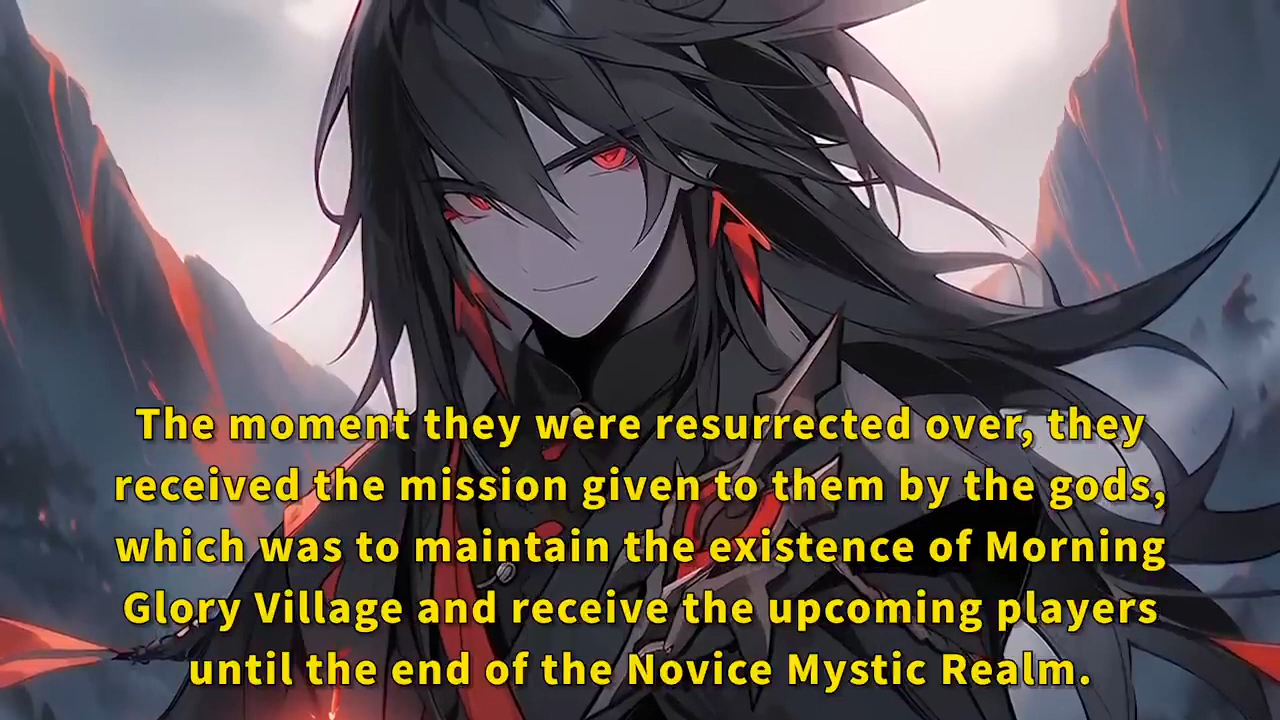 The moment they were resurrected over, they
received the mission given to them by the gods,
which was to maintain the existence of Morning
Glory Village and receive the upcoming players
until the end of the Novice Mystic Realm.